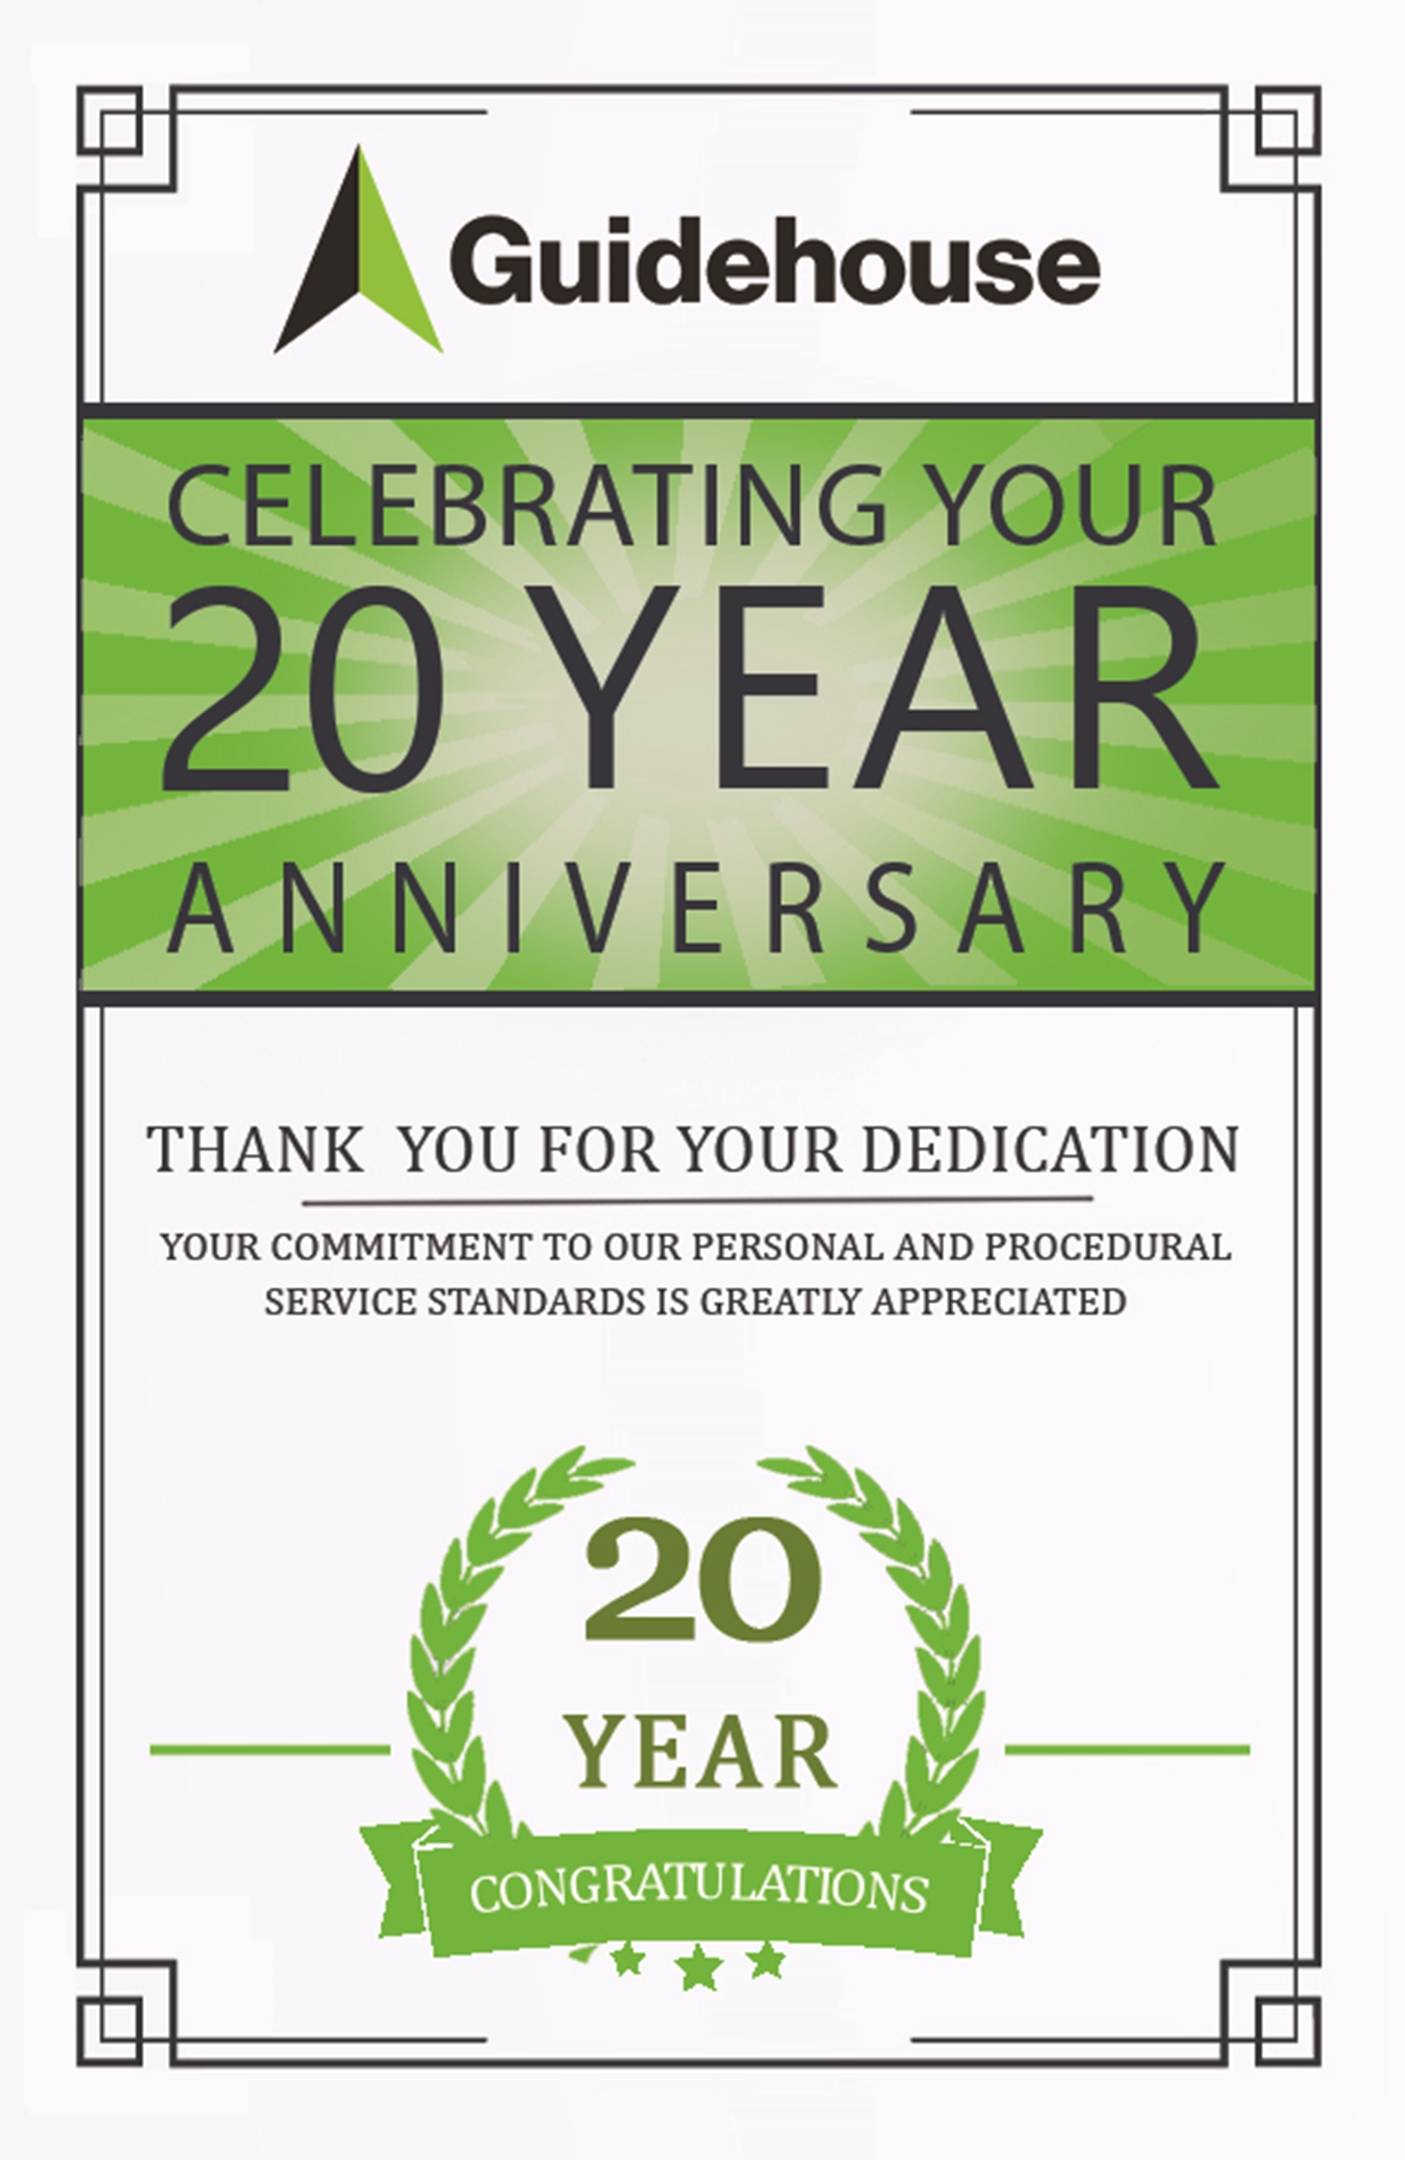 Guidehouse
CELEBRATING YOUR
20 YEAR
ANNIVERSARY
THANK YOU FOR YOUR DEDICATION
YOUR COMMITMENT TO OUR PERSONAL AND PROCEDURAL
SERVICE STANDARDS IS GREATLY APPRECIATED
20
YEAR
CONGRATULATIONS